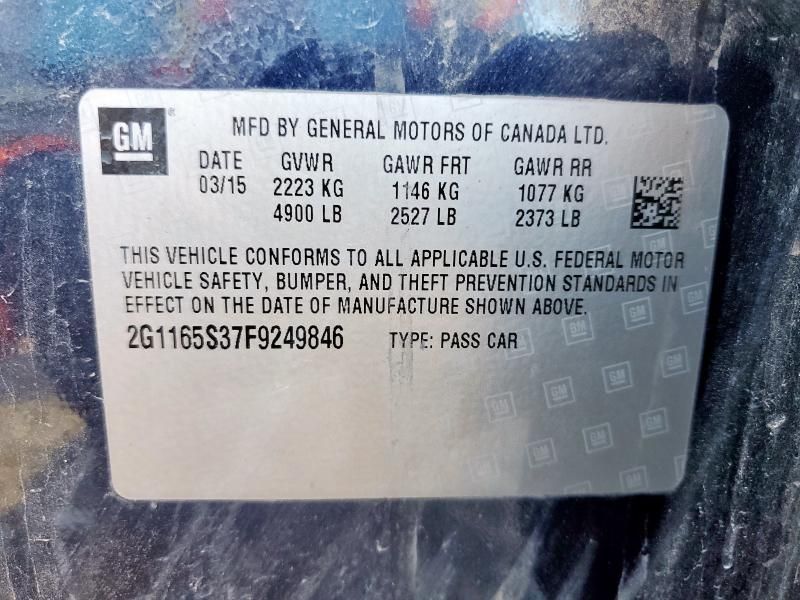 GM
MFD BY GENERAL MOTORS OF CANADA LTD.
DATE GVWR GAWR FRT GAWR RR
03/15 2223 KG 1146 KG 1077 KG
4900 LB 2527 LB 2373 LB
THIS VEHICLE CONFORMS TO ALL APPLICABLE U.S. FEDERAL MOTOR
VEHICLE SAFETY, BUMPER, AND THEFT PREVENTION STANDARDS IN
EFFECT ON THE DATE OF MANUFACTURE SHOWN ABOVE.
2G1165S37F9249846 TYPE: PASS CAR